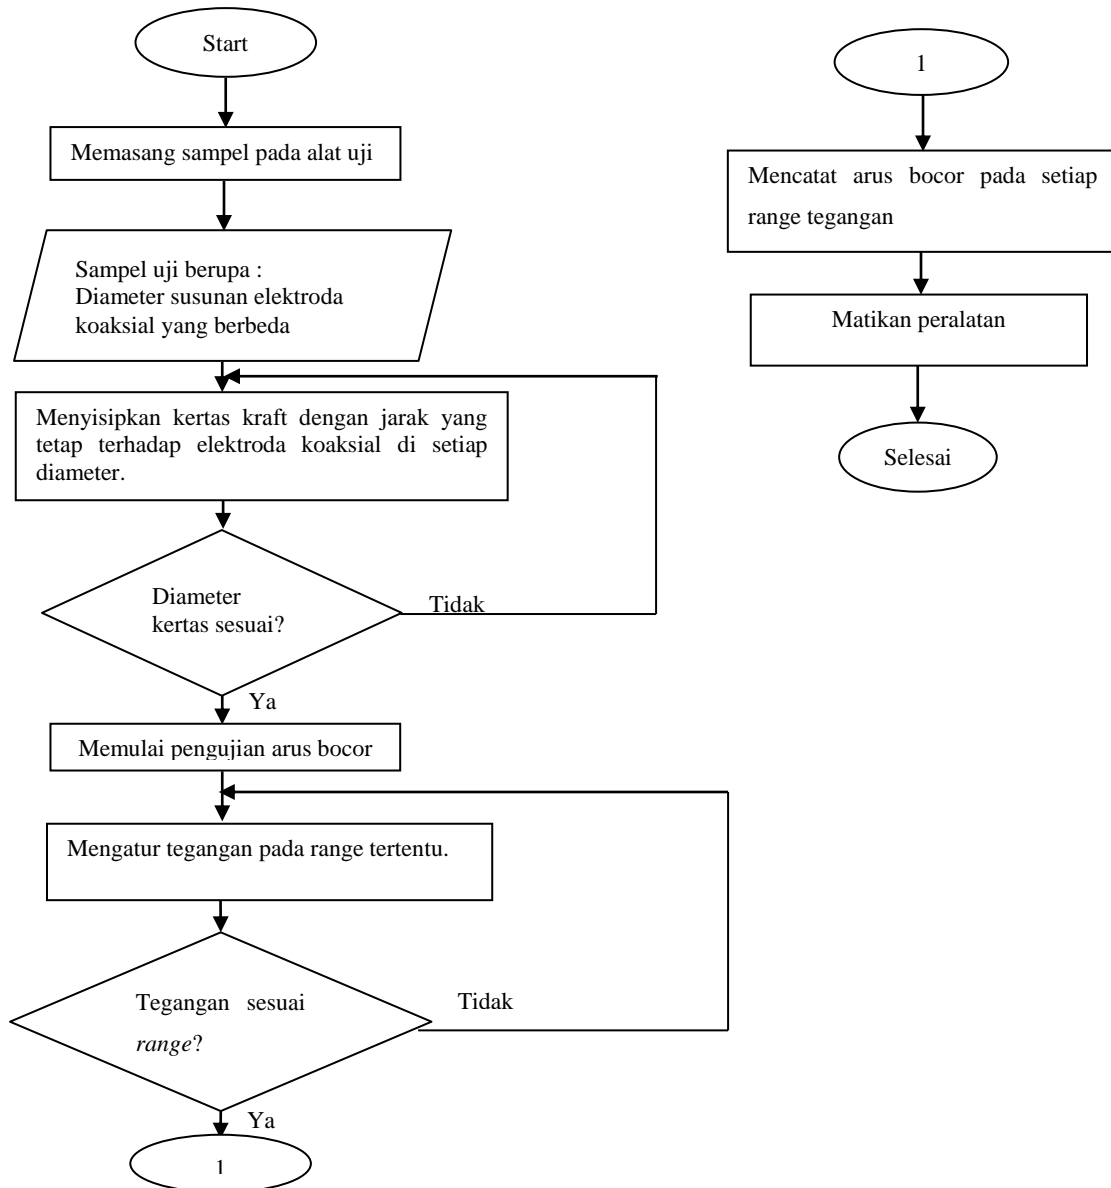 Start
Memasang sampel pada alat uji
Sampel uji berupa :
Diameter susunan elektroda
koaksial yang berbeda
Menyisipkan kertas kraft dengan jarak yang
tetap terhadap elektroda koaksial di setiap
diameter.
Diameter
kertas sesuai?
Tidak
Ya
Memulai pengujian arus bocor
Mengatur tegangan pada range tertentu.
Tegangan sesuai
range?
Tidak
Ya
1
1
Mencatat arus bocor pada setiap
range tegangan
Matikan peralatan
Selesai